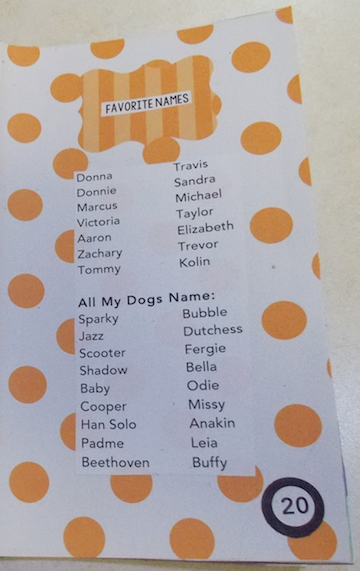 FAVORITE NAMES
Donna
Donnie
Marcus
Victoria
Aaron
Zachary
Tommy
Travis
Sandra
Michael
Taylor
Elizabeth
Trevor
Kolin
All My Dogs Name:
Sparky
Jazz
Scooter
Shadow
Baby
Cooper
Han Solo
Padme
Beethoven
Bubble
Dutchess
Fergie
Bella
Odie
Missy
Anakin
Leia
Buffy
20